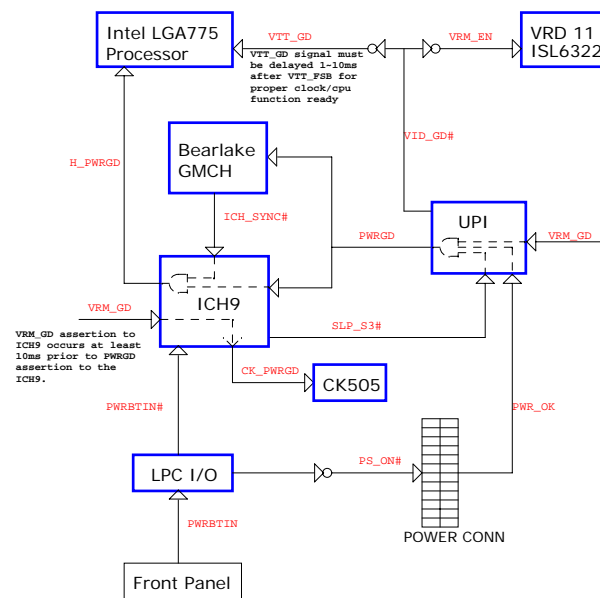 Intel LGA775
Processor
VTT_GD
VTT_GD signal must
be delayed 1-10ms
after VTT_FSB for
proper clock/cpu
function ready
VRM_EN
VRD 11
ISL6322
H_PWRGD
Bearlake
GMCH
VID_GD#
ICH_SYNC#
PWRGD
UPI
VRM_GD
ICH9
VRM_GD
VRM_GD assertion to
ICH9 occurs at least
10ms prior to PWRGD
assertion to the
ICH9.
SLP_S3#
CK_PWRGD
CK505
PWRBTIN#
PWR_OK
LPC I/O
PS_ON#
PWRBTIN
POWER CONN
Front Panel